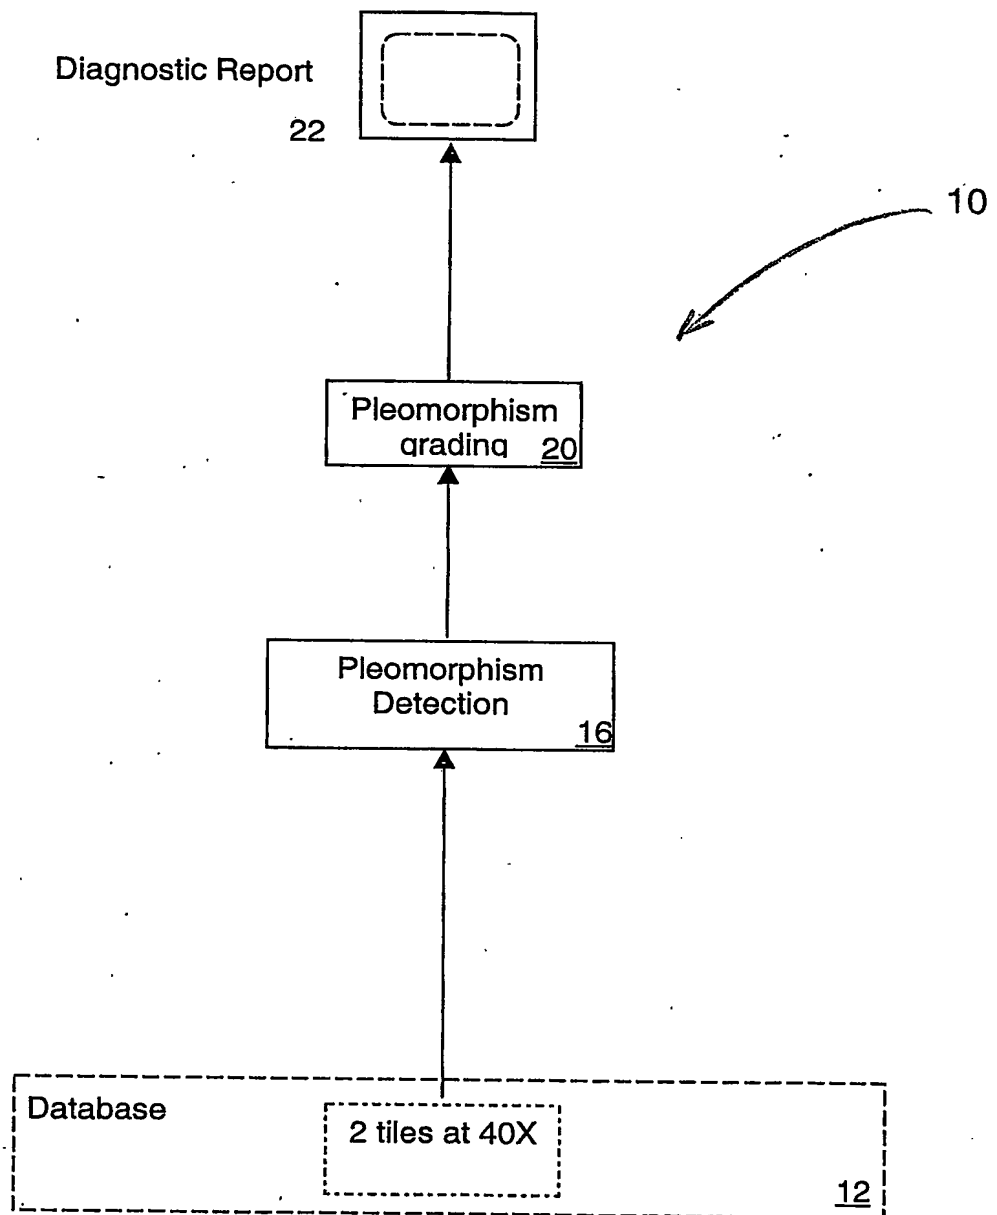 Diagnostic Report
22
10
Pleomorphism
grading 20
Pleomorphism
Detection
16
Database
2 tiles at 40X
12